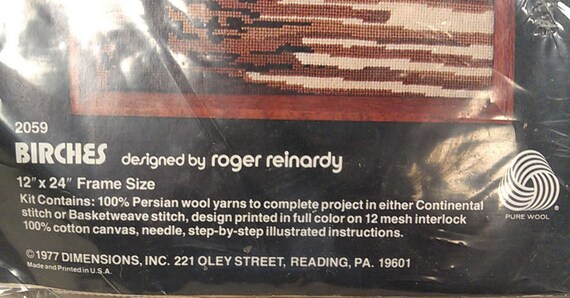 2059
BIRCHES designed by roger reinardy
12" x 24" Frame Size
Kit Contains: 100% Persian wool yarns to complete project in either Continental
stitch or Basketweave stitch, design printed in full color on 12 mesh interlock
100% cotton canvas, needle, step-by-step illustrated instructions.
PURE WOOL
©1977 DIMENSIONS, INC. 221 OLEY STREET, READING, PA. 19601
Made and Printed in U.S.A.